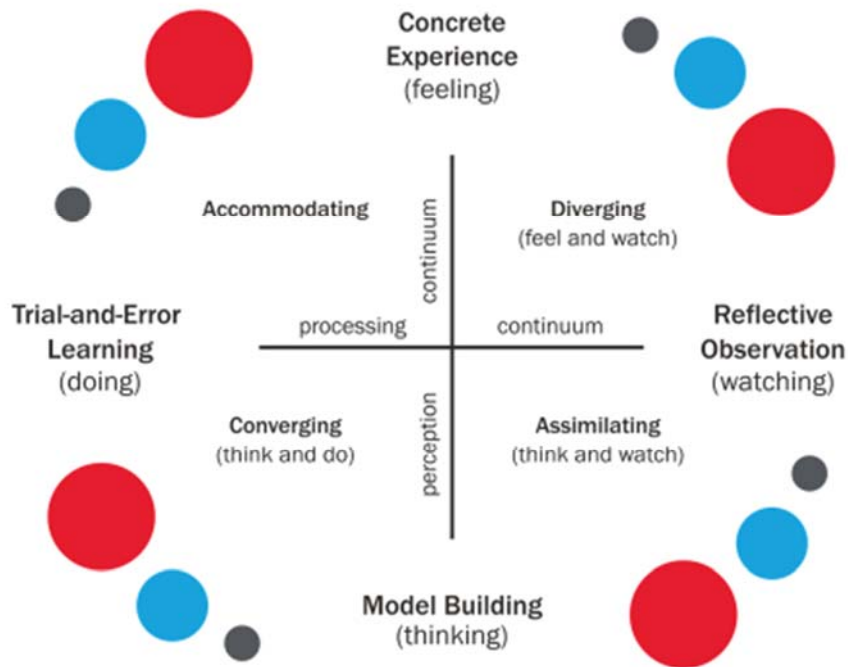 Concrete
Experience
(feeling)
Accommodating
continuum
Diverging
(feel and watch)
Trial-and-Error
Learning
(doing)
processing
continuum
Reflective
Observation
(watching)
Converging
(think and do)
perception
Assimilating
(think and watch)
Model Building
(thinking)